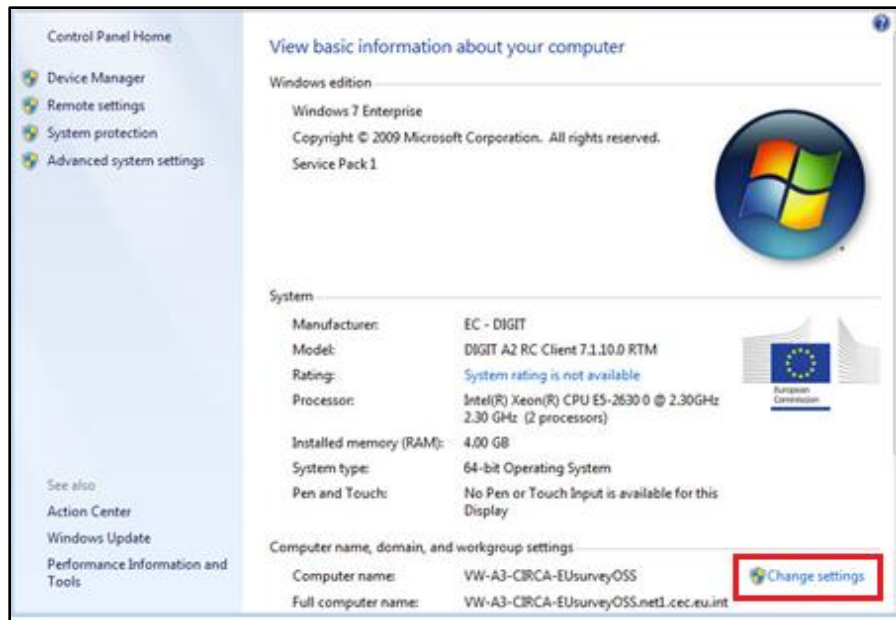 Control Panel Home
Device Manager
Remote settings
System protection
Advanced system settings
See also
Action Center
Windows Update
Performance Information and
Tools
View basic information about your computer
Windows edition
Windows 7 Enterprise
Copyright © 2009 Microsoft Corporation. All rights reserved.
Service Pack 1
System
Manufacturer: EC - DIGIT
Model: DIGIT A2 RC Client 7.1.10.0 RTM
Rating: System rating is not available
Processor: Intel(R) Xeon(R) CPU E5-2630 0 @ 2.30GHz
2.30 GHz (2 processors)
Installed memory (RAM): 4.00 GB
System type: 64-bit Operating System
Pen and Touch: No Pen or Touch Input is available for this
Display
European
Commission
Computer name, domain, and workgroup settings
Computer name: VW-A3-CIRCA-EUsurveyOSS
Change settings
Full computer name: VW-A3-CIRCA-EUsurveyOSS.net1.cec.eu.int